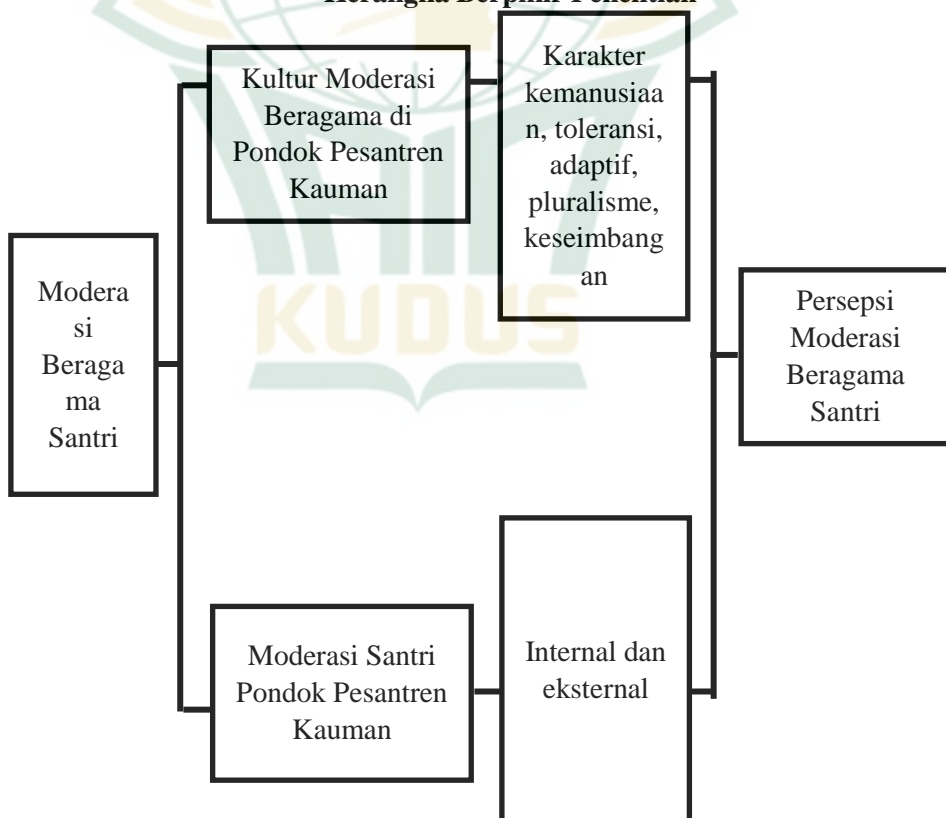 Kerangka Berpikir Penelitian
Kultur Moderasi
Beragama di
Pondok Pesantren
Kauman
Karakter
kemanusiaa
n, toleransi,
adaptif,
pluralisme,
keseimbang
an
Modera
si
Beraga
ma
Santri
Persepsi
Moderasi
Beragama
Santri
KUDUS
Moderasi Santri
Pondok Pesantren
Kauman
Internal dan
eksternal